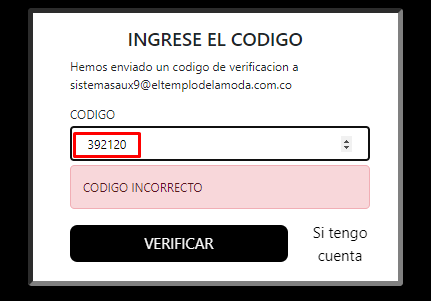 INGRESE EL CODIGO
Hemos enviado un codigo de verificacion a
sistemasaux9@eltemplodelamoda.com.co
CODIGO
392120
CODIGO INCORRECTO
VERIFICAR
Si tengo
cuenta